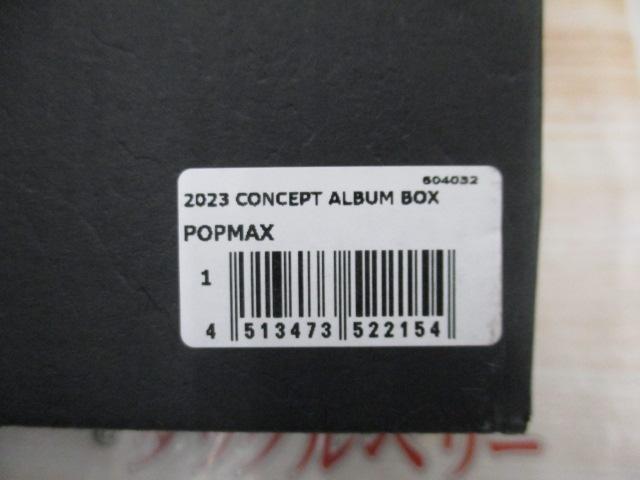 604032
2023 CONCEPT ALBUM BOX
POPMAX
1
4 513473 522154